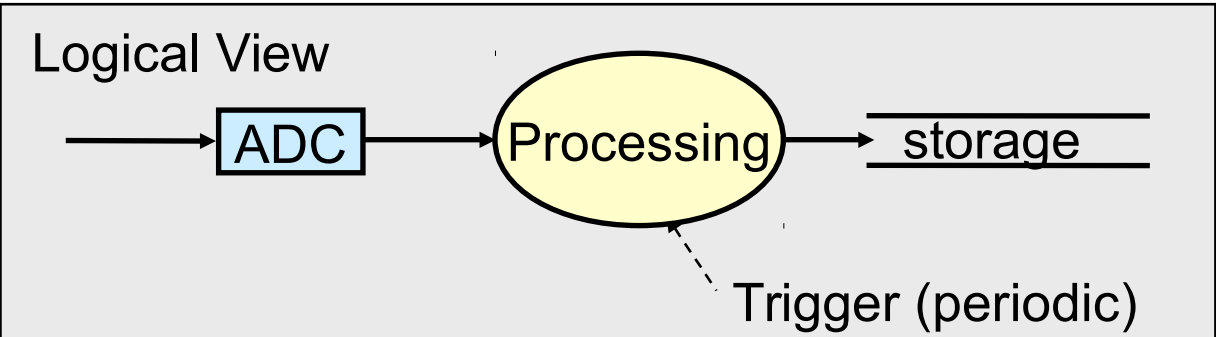 Logical View
ADC
Processing
storage
Trigger (periodic)